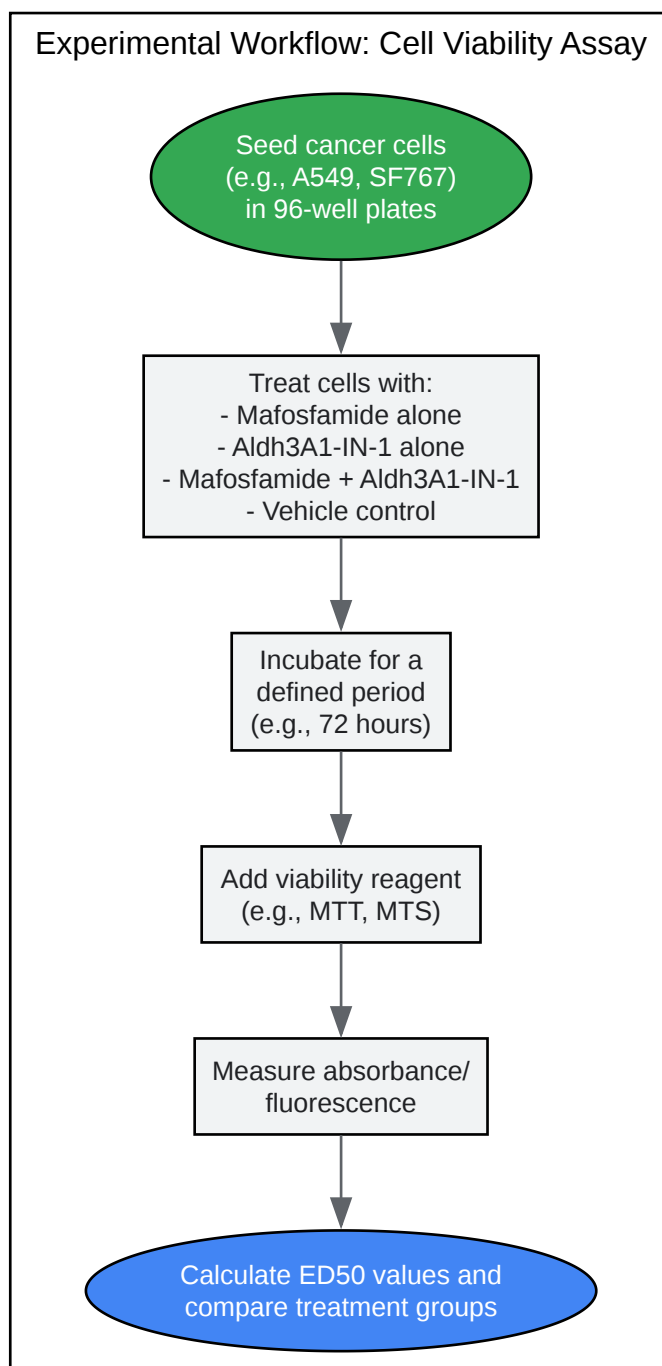 Experimental Workflow: Cell Viability Assay
Seed cancer cells
(e.g., A549, SF767)
in 96-well plates
Treat cells with:
- Mafosfamide alone
- Aldh3A1-IN-1 alone
- Mafosfamide + Aldh3A1-IN-1
- Vehicle control
Incubate for a
defined period
(e.g., 72 hours)
Add viability reagent
(e.g., MTT, MTS)
Measure absorbance/
fluorescence
Calculate ED50 values and
compare treatment groups